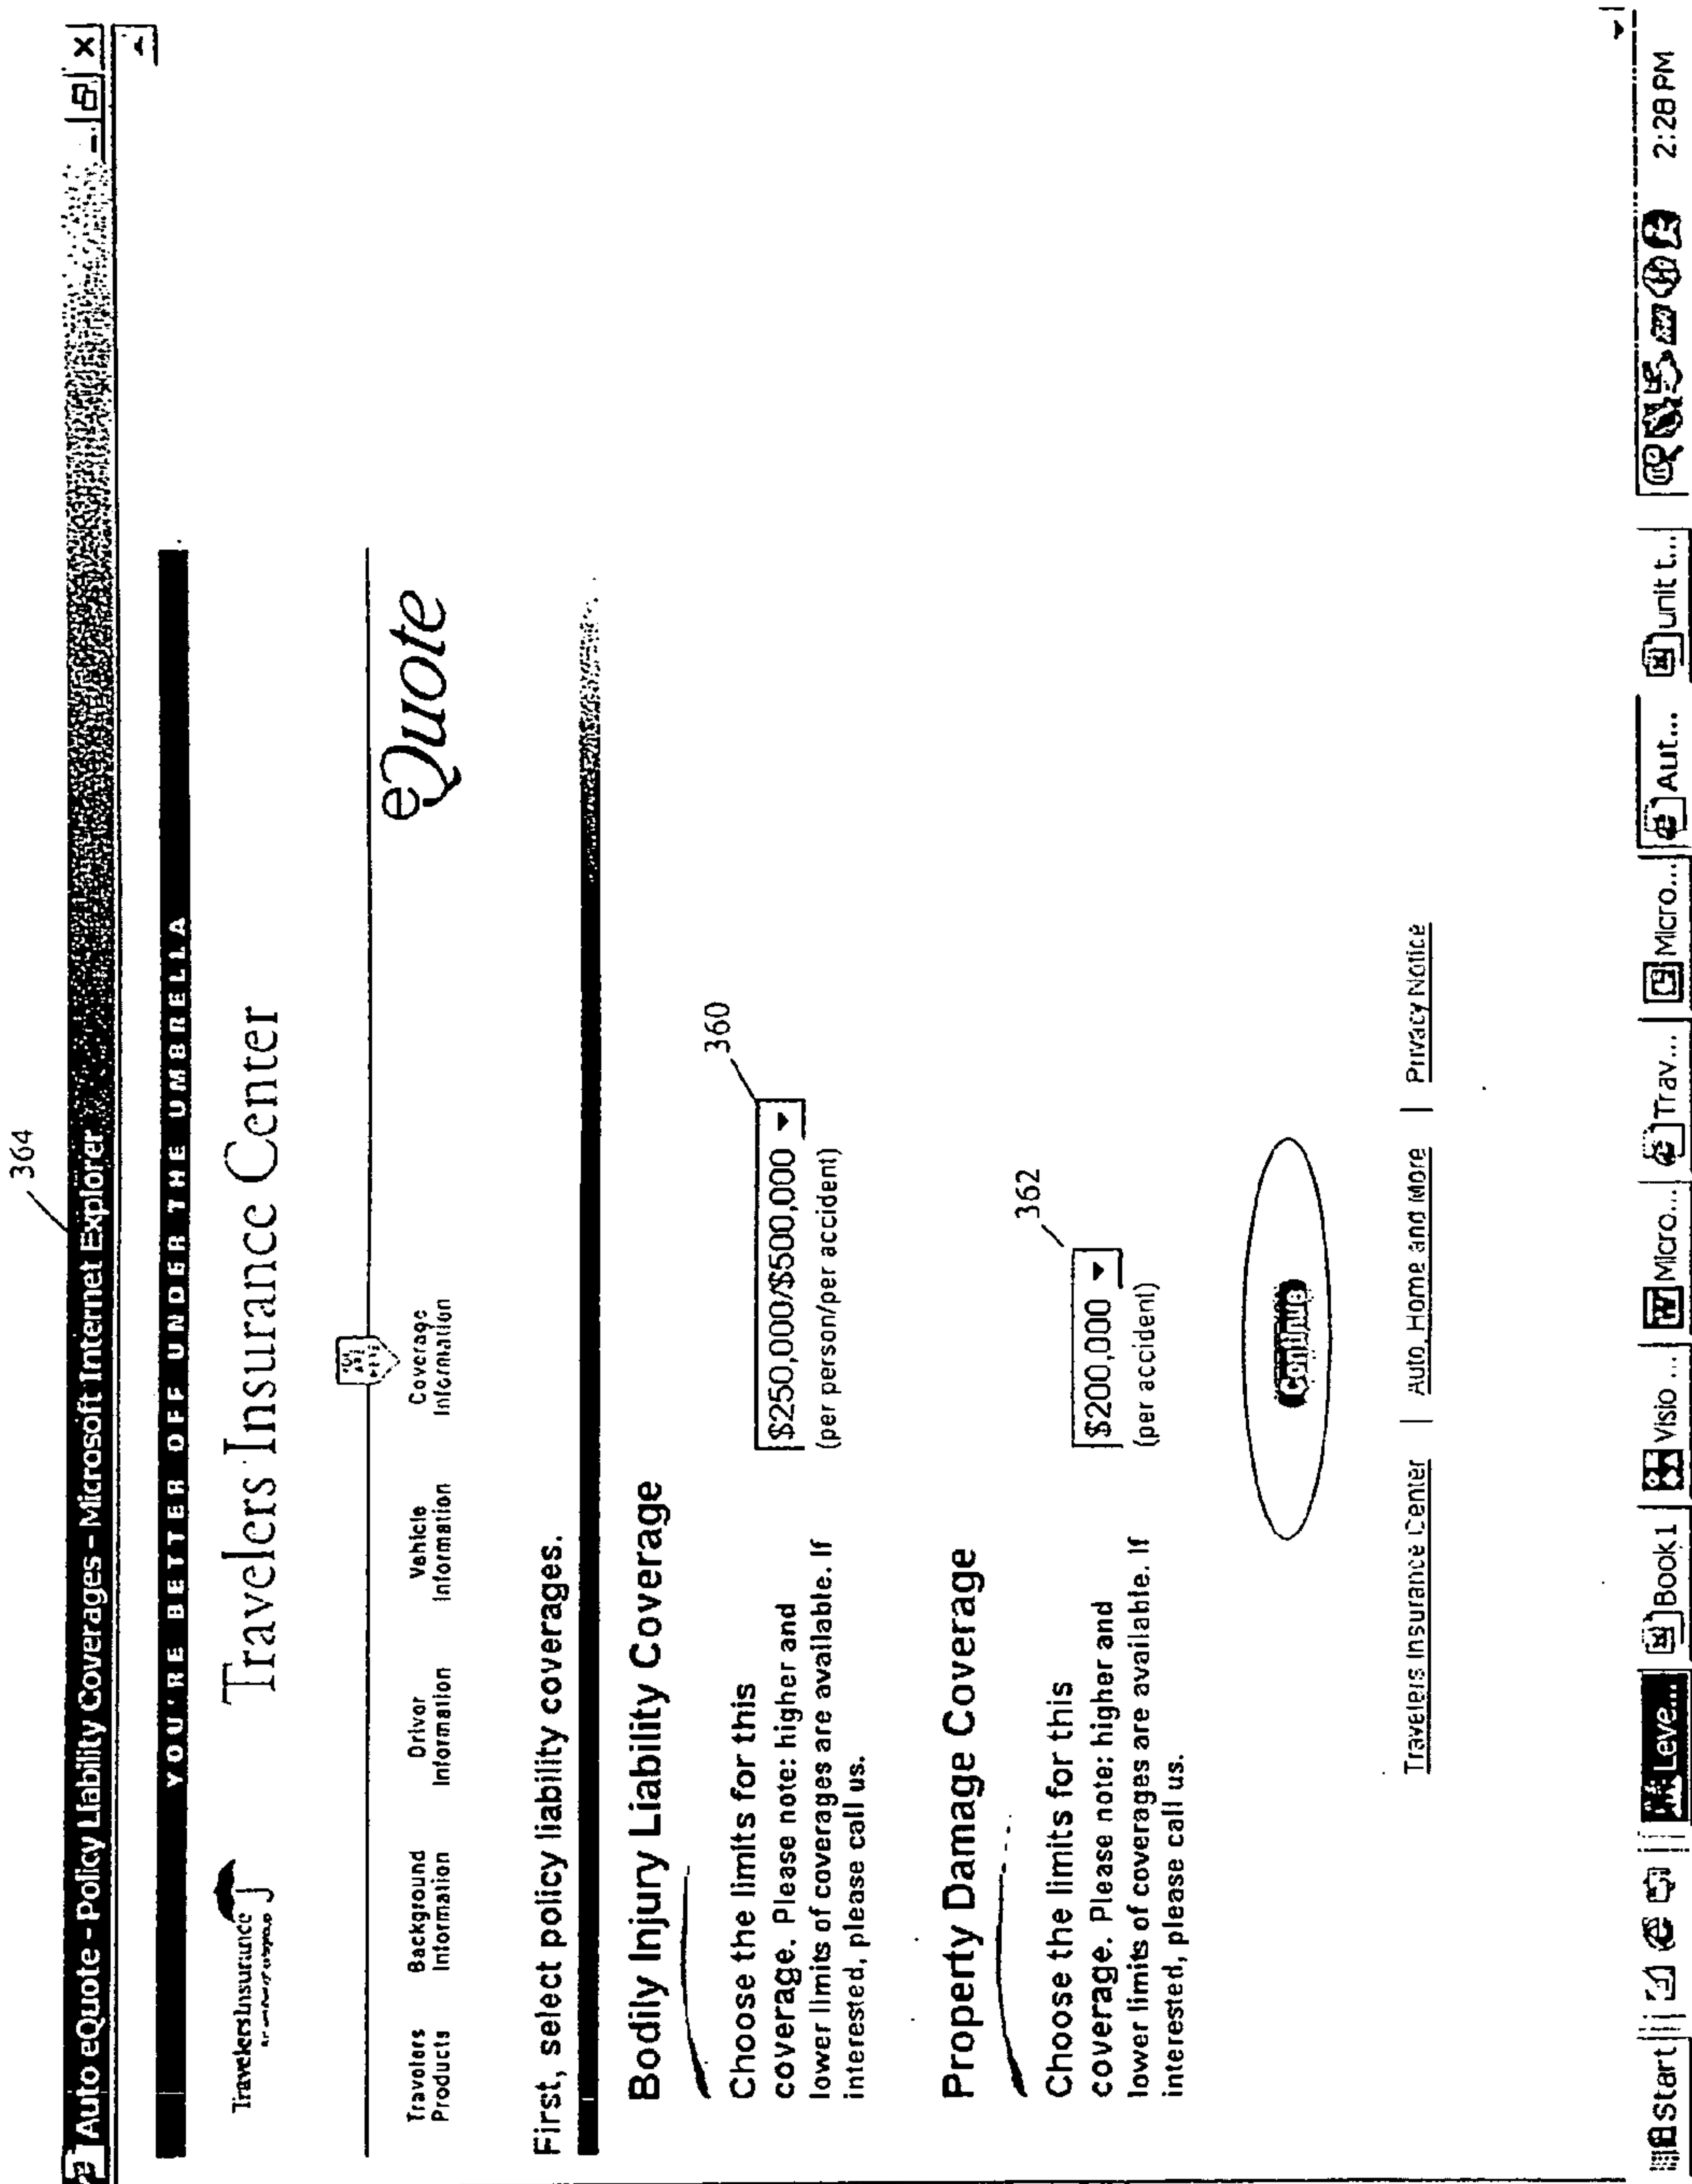 364
Auto eQuote - Policy Liability Coverages - Microsoft Internet Explorer
YOU'RE BETTER OFF UNDER THE UMBRELLA
TravelersInsurance
Travelers Insurance Center
YOU ARE HERE
Travelers Products
Background Information
Driver Information
Vehicle Information
Coverage Information
eQuote
First, select policy liability coverages.
Bodily Injury Liability Coverage
Choose the limits for this
coverage. Please note: higher and
lower limits of coverages are available. If
interested, please call us.
$250,000/$500,000
360
(per person/per accident)
Property Damage Coverage
Choose the limits for this
coverage. Please note: higher and
lower limits of coverages are available. If
interested, please call us.
362
$200,000
(per accident)
Continue
Travelers Insurance Center | Auto, Home and More | Privacy Notice
start Leve... Book1 Visio ... Micro... Trav... Micro... Aut... unit t... 2:28 PM